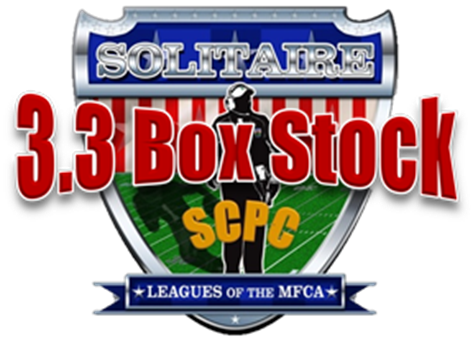 SOLITAIRE
3.3 Box Stock
SCPC
LEAGUES OF THE MFCA